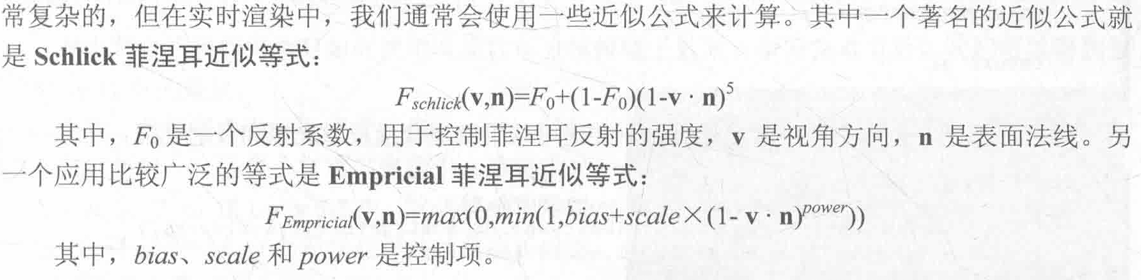 常复杂的，但在实时渲染中，我们通常会使用一些近似公式来计算。其中一个著名的近似公式就
是 Schlick 菲涅耳近似等式：
F_schlick(v,n)=F_0+(1-F_0)(1-v · n)^5
其中，F_0 是一个反射系数，用于控制菲涅耳反射的强度，v 是视角方向，n 是表面法线。另
一个应用比较广泛的等式是 Empricial 菲涅耳近似等式：
F_Empricial(v,n)=max(0,min(1,bias+scale×(1- v · n)^power))
其中，bias、scale 和 power 是控制项。